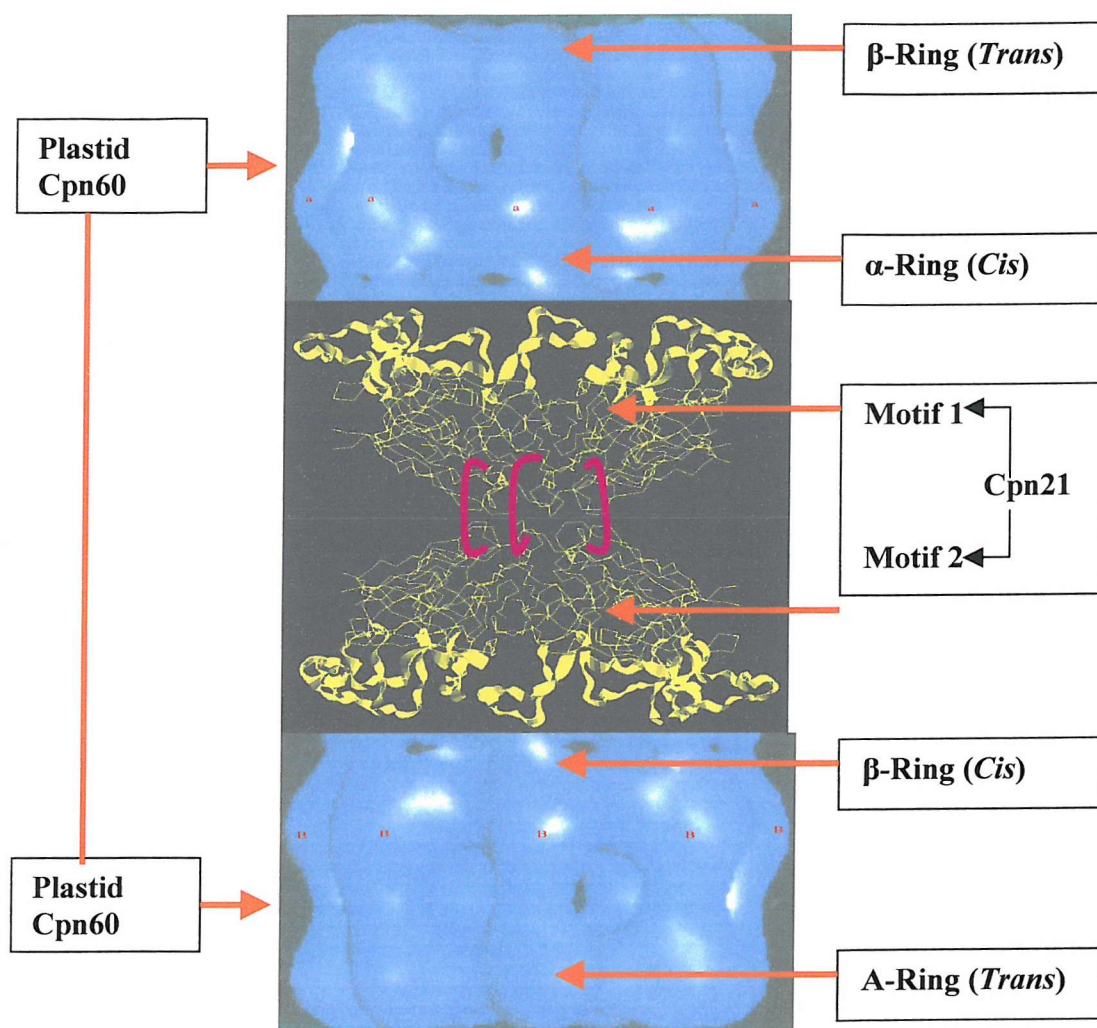 β-Ring (Trans)
Plastid
Cpn60
a a a a a
α-Ring (Cis)
Motif 1
Cpn21
Motif 2
β-Ring (Cis)
B B B B B
Plastid
Cpn60
A-Ring (Trans)